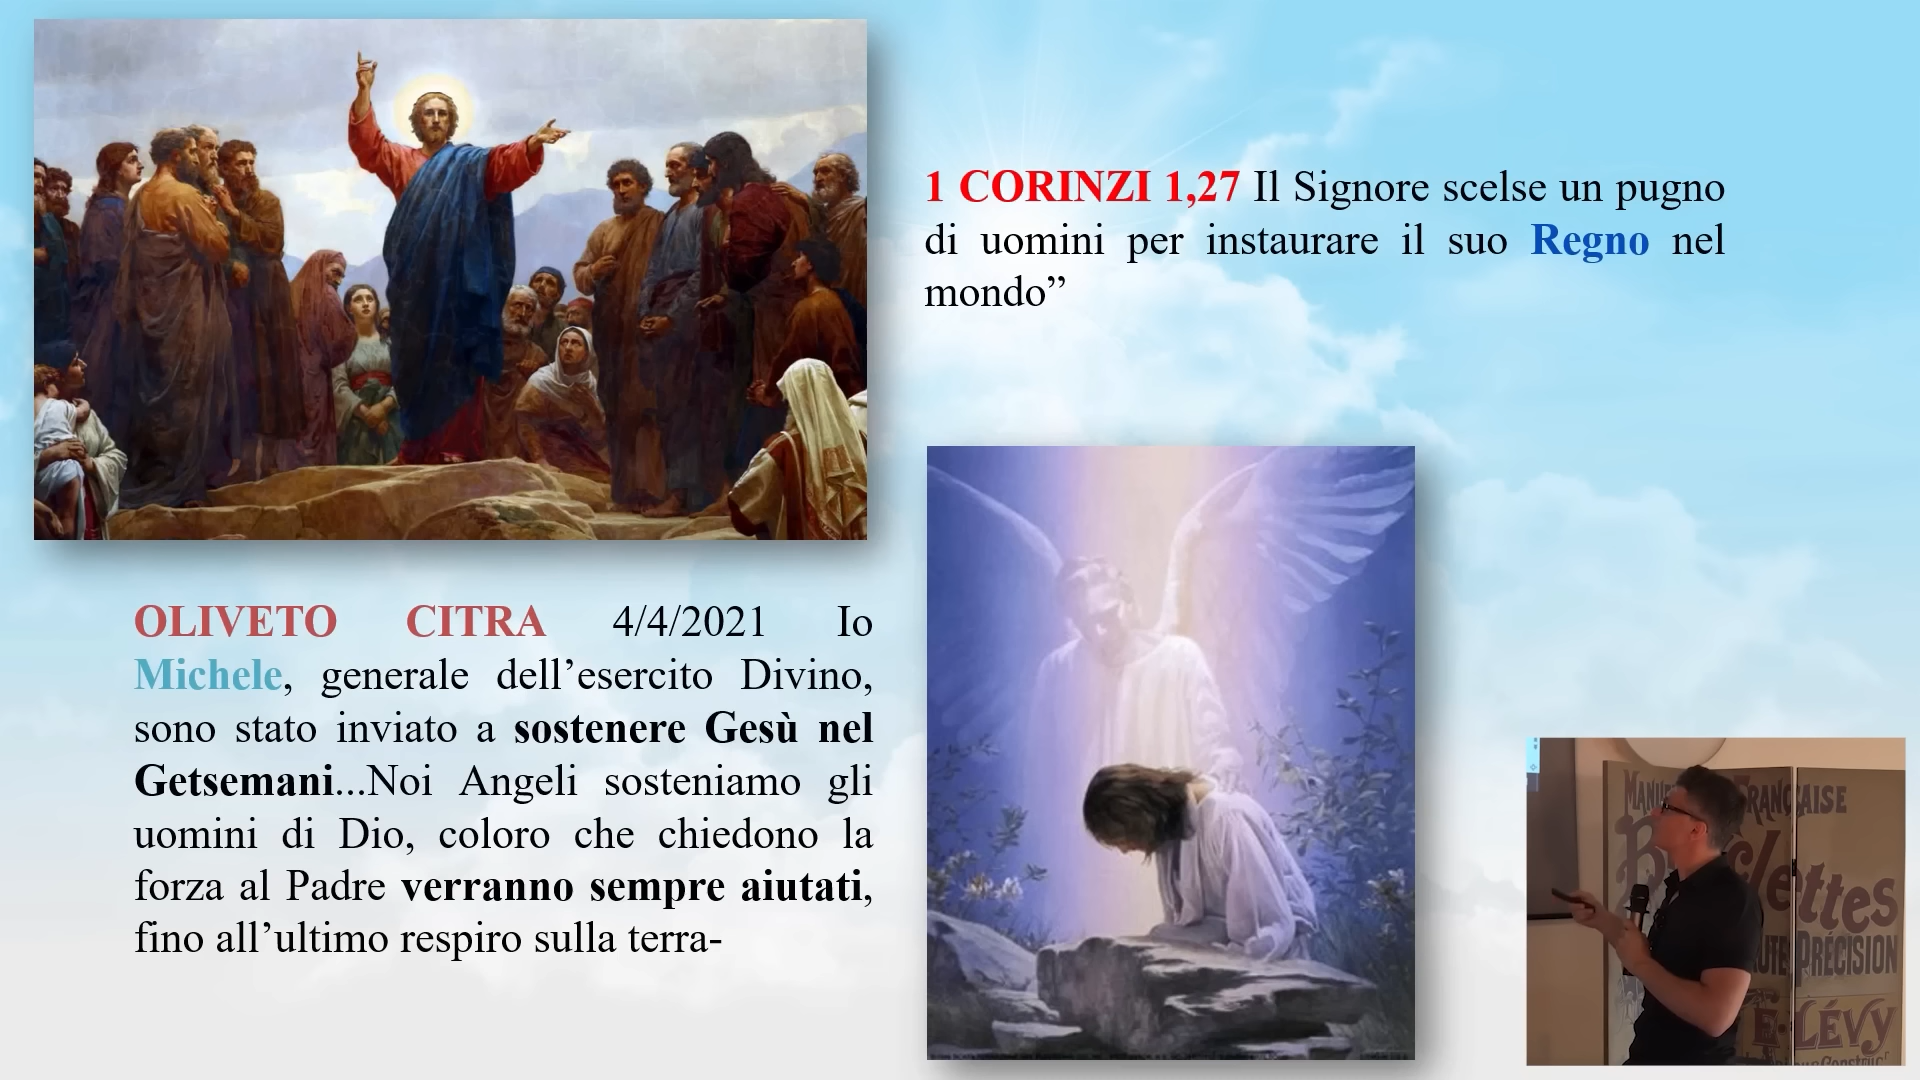 1 CORINZI 1,27 Il Signore scelse un pugno
di uomini per instaurare il suo Regno nel
mondo”
OLIVETO CITRA 4/4/2021 Io
Michele, generale dell’esercito Divino,
sono stato inviato a sostenere Gesù nel
Getsemani...Noi Angeli sosteniamo gli
uomini di Dio, coloro che chiedono la
forza al Padre verranno sempre aiutati,
fino all’ultimo respiro sulla terra-
FRANÇAISE
PRÉCISION
E. LÉVY